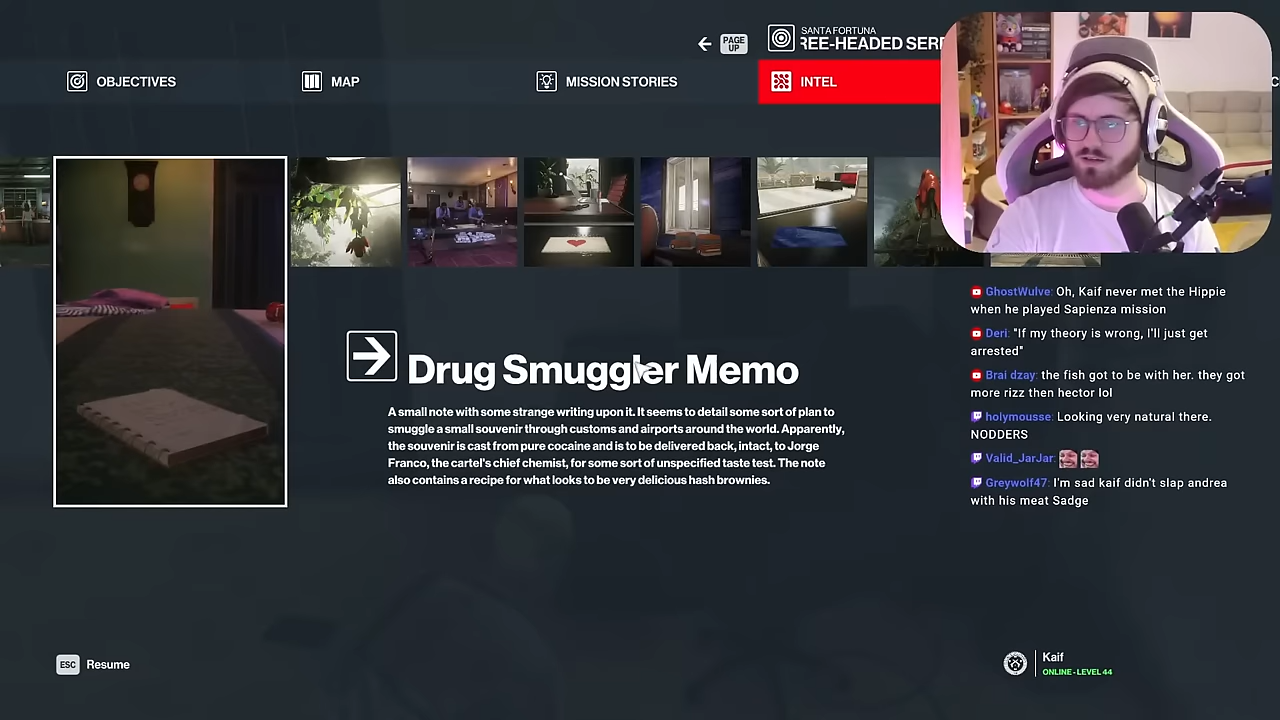 PAGE UP
SANTA FORTUNA
REE-HEADED SER
OBJECTIVES
MAP
MISSION STORIES
INTEL
Drug Smuggler Memo
A small note with some strange writing upon it. It seems to detail some sort of plan to
smuggle a small souvenir through customs and airports around the world. Apparently,
the souvenir is cast from pure cocaine and is to be delivered back, intact, to Jorge
Franco, the cartel's chief chemist, for some sort of unspecified taste test. The note
also contains a recipe for what looks to be very delicious hash brownies.
GhostWulve: Oh, Kaif never met the Hippie
when he played Sapienza mission
Deri: "If my theory is wrong, I'll just get
arrested"
Brai dzay: the fish got to be with her. they got
more rizz then hector lol
holymousse: Looking very natural there.
NODDERS
Valid_JarJar:
Greywolf47: I'm sad kaif didn't slap andrea
with his meat Sadge
ESC Resume
Kaif
ONLINE - LEVEL 44